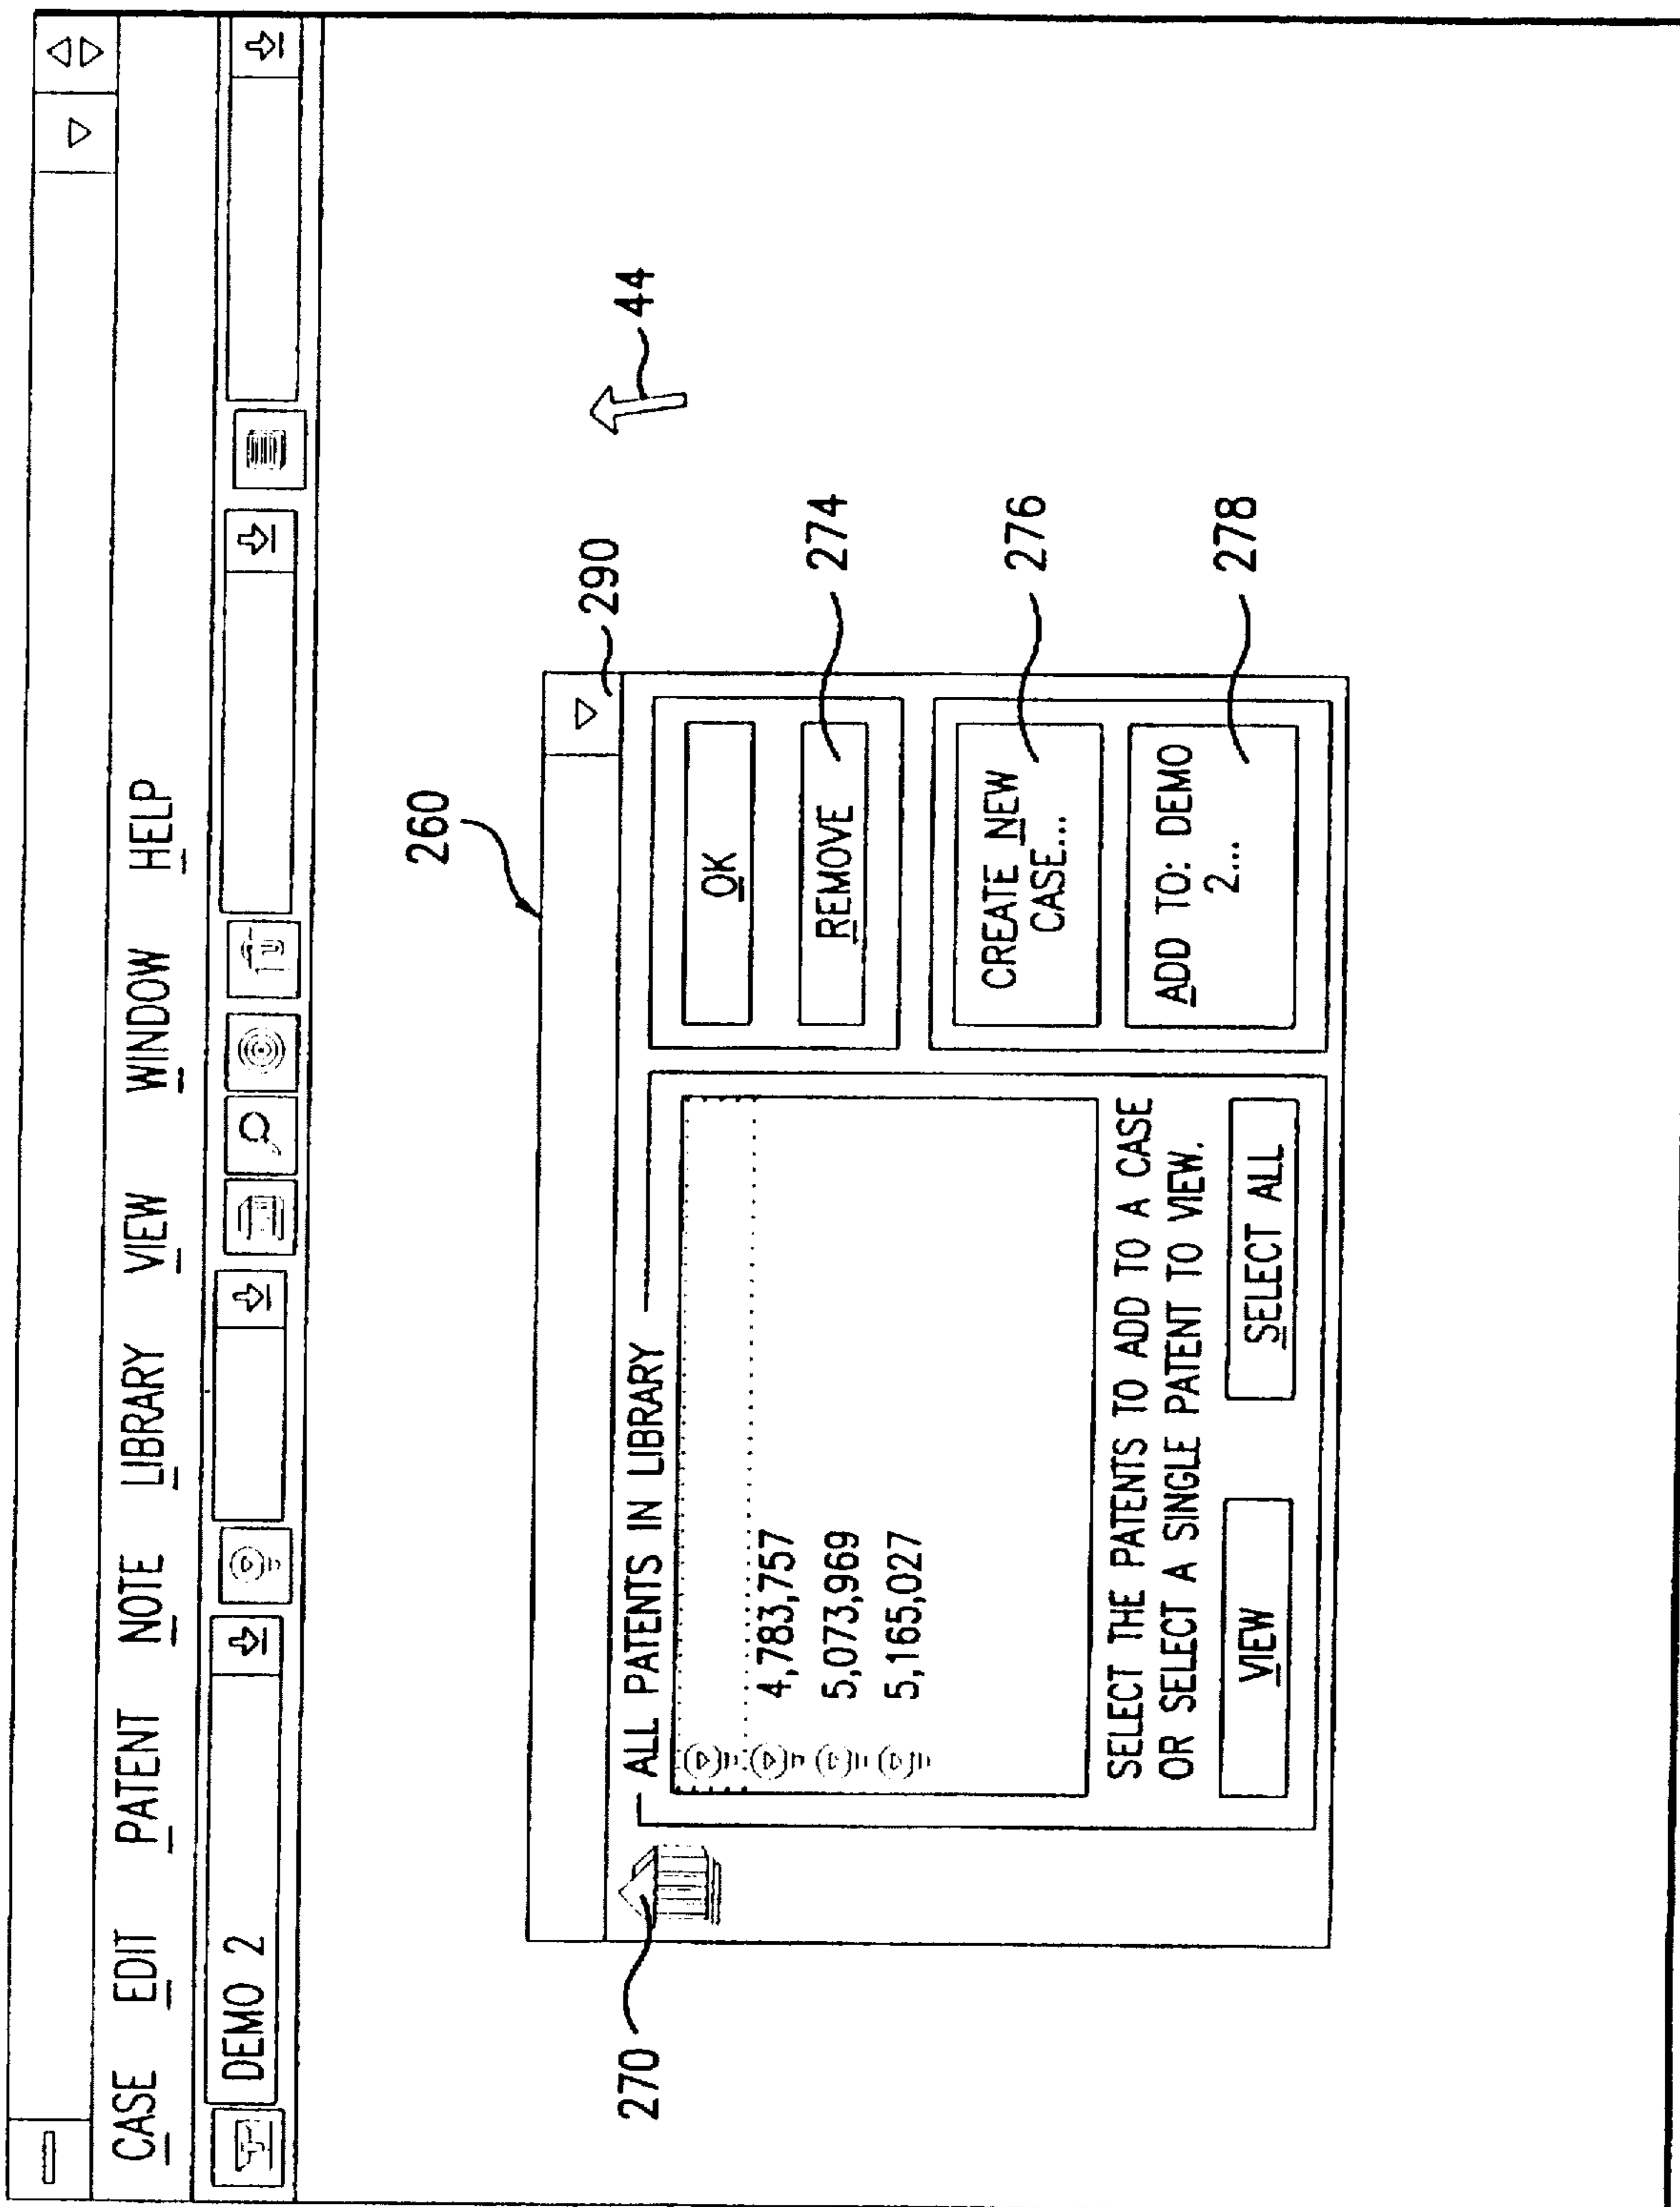 CASE EDIT PATENT NOTE LIBRARY VIEW WINDOW HELP
DEMO 2
260
290
44
270
ALL PATENTS IN LIBRARY
4,783,757
5,073,969
5,165,027
SELECT THE PATENTS TO ADD TO A CASE
OR SELECT A SINGLE PATENT TO VIEW.
VIEW
SELECT ALL
OK
REMOVE
274
CREATE NEW
CASE...
276
ADD TO: DEMO
2...
278